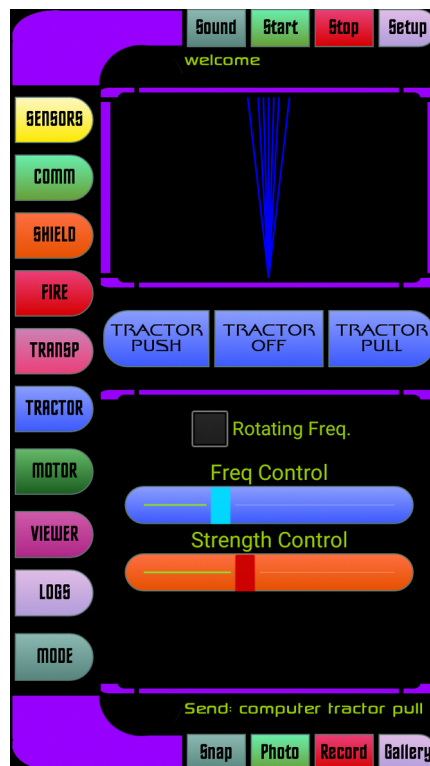 Sound Start Stop Setup
welcome
SENSORS
COMM
SHIELD
FIRE
TRANSP
TRACTOR
MOTOR
VIEWER
LOGS
MODE
TRACTOR PUSH
TRACTOR OFF
TRACTOR PULL
Rotating Freq.
Freq Control
Strength Control
Send: computer tractor pull
Snap Photo Record Gallery